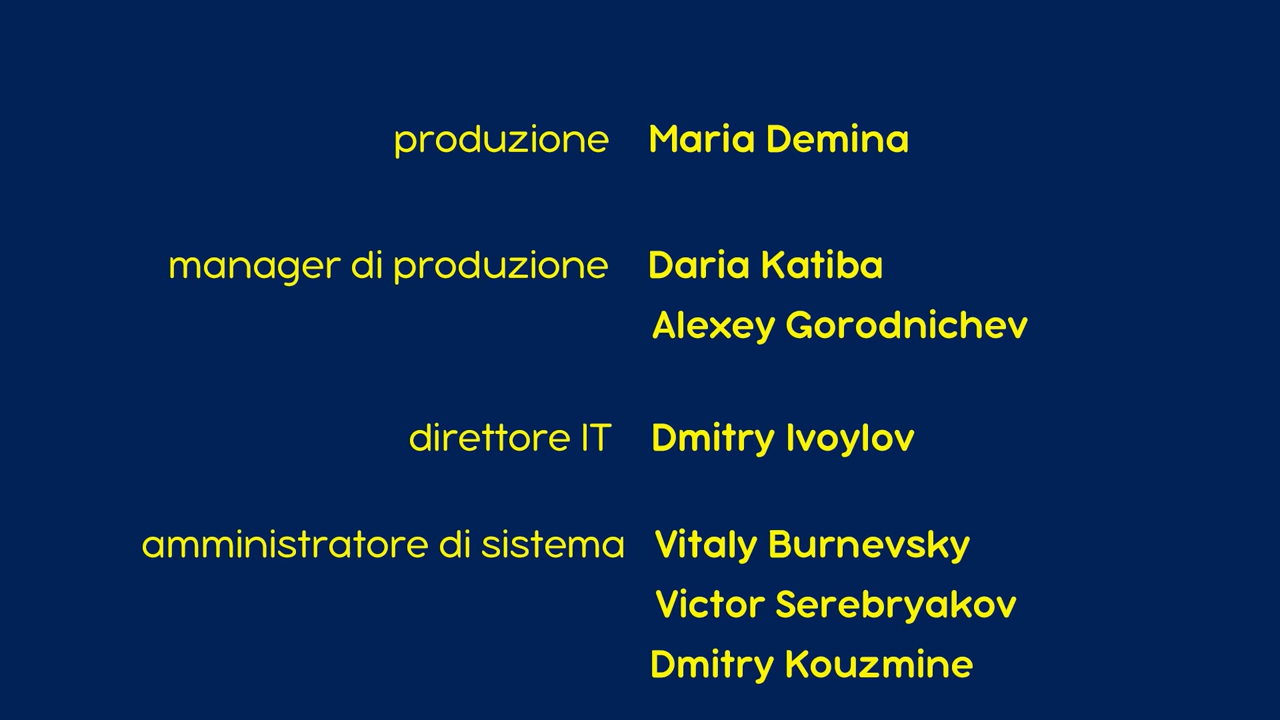 produzione Maria Demina
manager di produzione Daria Katiba
Alexey Gorodnichev
direttore IT Dmitry Ivoylov
amministratore di sistema Vitaly Burnevsky
Victor Serebryakov
Dmitry Kouzmine